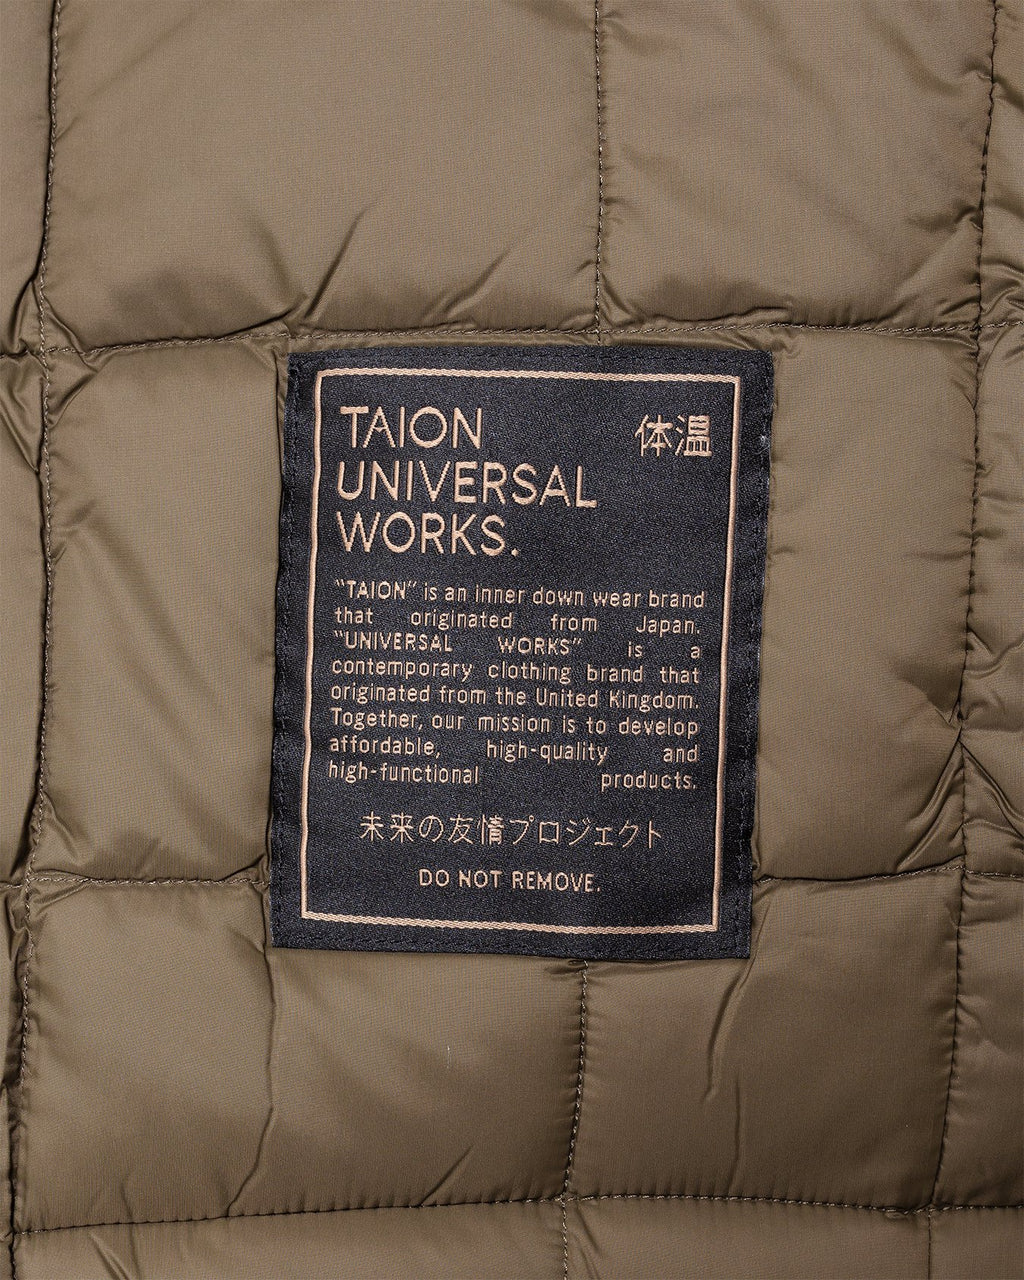 TAION
体温
UNIVERSAL
WORKS.
"TAION" is an inner down wear brand
that originated from Japan.
"UNIVERSAL WORKS" is a
contemporary clothing brand that
originated from the United Kingdom.
Together, our mission is to develop
affordable, high-quality and
high-functional products.
未来の友情プロジェクト
DO NOT REMOVE.